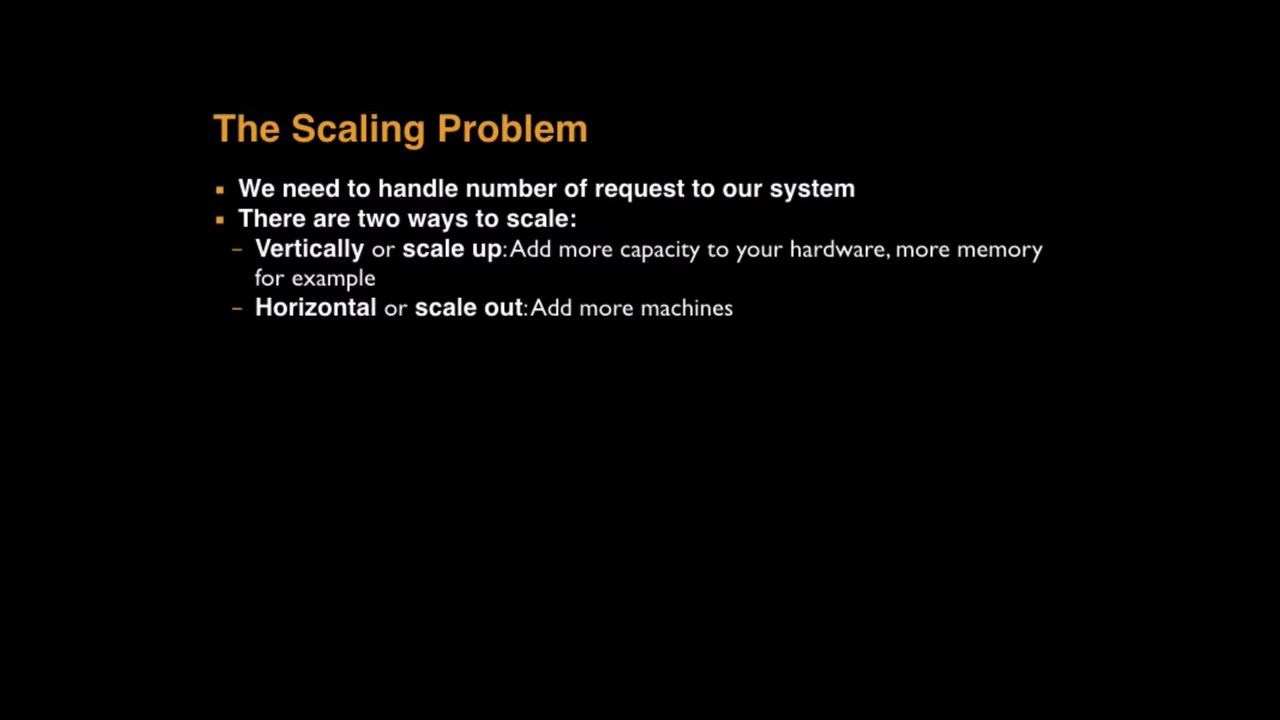 The Scaling Problem
▪ We need to handle number of request to our system
▪ There are two ways to scale:
– Vertically or scale up: Add more capacity to your hardware, more memory
for example
– Horizontal or scale out: Add more machines